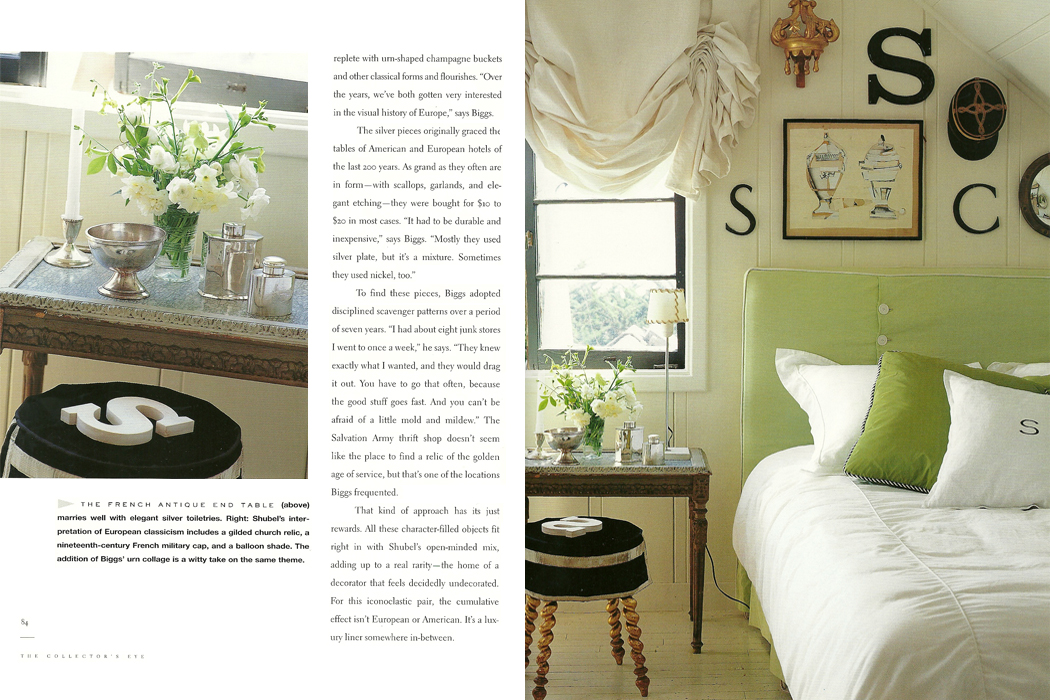 replete with urn-shaped champagne buckets
and other classical forms and flourishes. “Over
the years, we’ve both gotten very interested
in the visual history of Europe,” says Biggs.
The silver pieces originally graced the
tables of American and European hotels of
the last 200 years. As grand as they often are
in form—with scallops, garlands, and ele-
gant etching—they were bought for $10 to
$20 in most cases. “It had to be durable and
inexpensive,” says Biggs. “Mostly they used
silver plate, but it’s a mixture. Sometimes
they used nickel, too.”
To find these pieces, Biggs adopted
disciplined scavenger patterns over a period
of seven years. “I had about eight junk stores
I went to once a week,” he says. “They knew
exactly what I wanted, and they would drag
it out. You have to go that often, because
the good stuff goes fast. And you can’t be
afraid of a little mold and mildew.” The
Salvation Army thrift shop doesn’t seem
like the place to find a relic of the golden
age of service, but that’s one of the locations
Biggs frequented.
That kind of approach has its just
rewards. All these character-filled objects fit
right in with Shubel’s open-minded mix,
adding up to a real rarity—the home of a
decorator that feels decidedly undecorated.
For this iconoclastic pair, the cumulative
effect isn’t European or American. It’s a lux-
ury liner somewhere in-between.
S
THE FRENCH ANTIQUE END TABLE (above)
marries well with elegant silver toiletries. Right: Shubel’s inter-
pretation of European classicism includes a gilded church relic, a
nineteenth-century French military cap, and a balloon shade. The
addition of Biggs’ urn collage is a witty take on the same theme.
84
THE COLLECTOR’S EYE
S
S
C
S